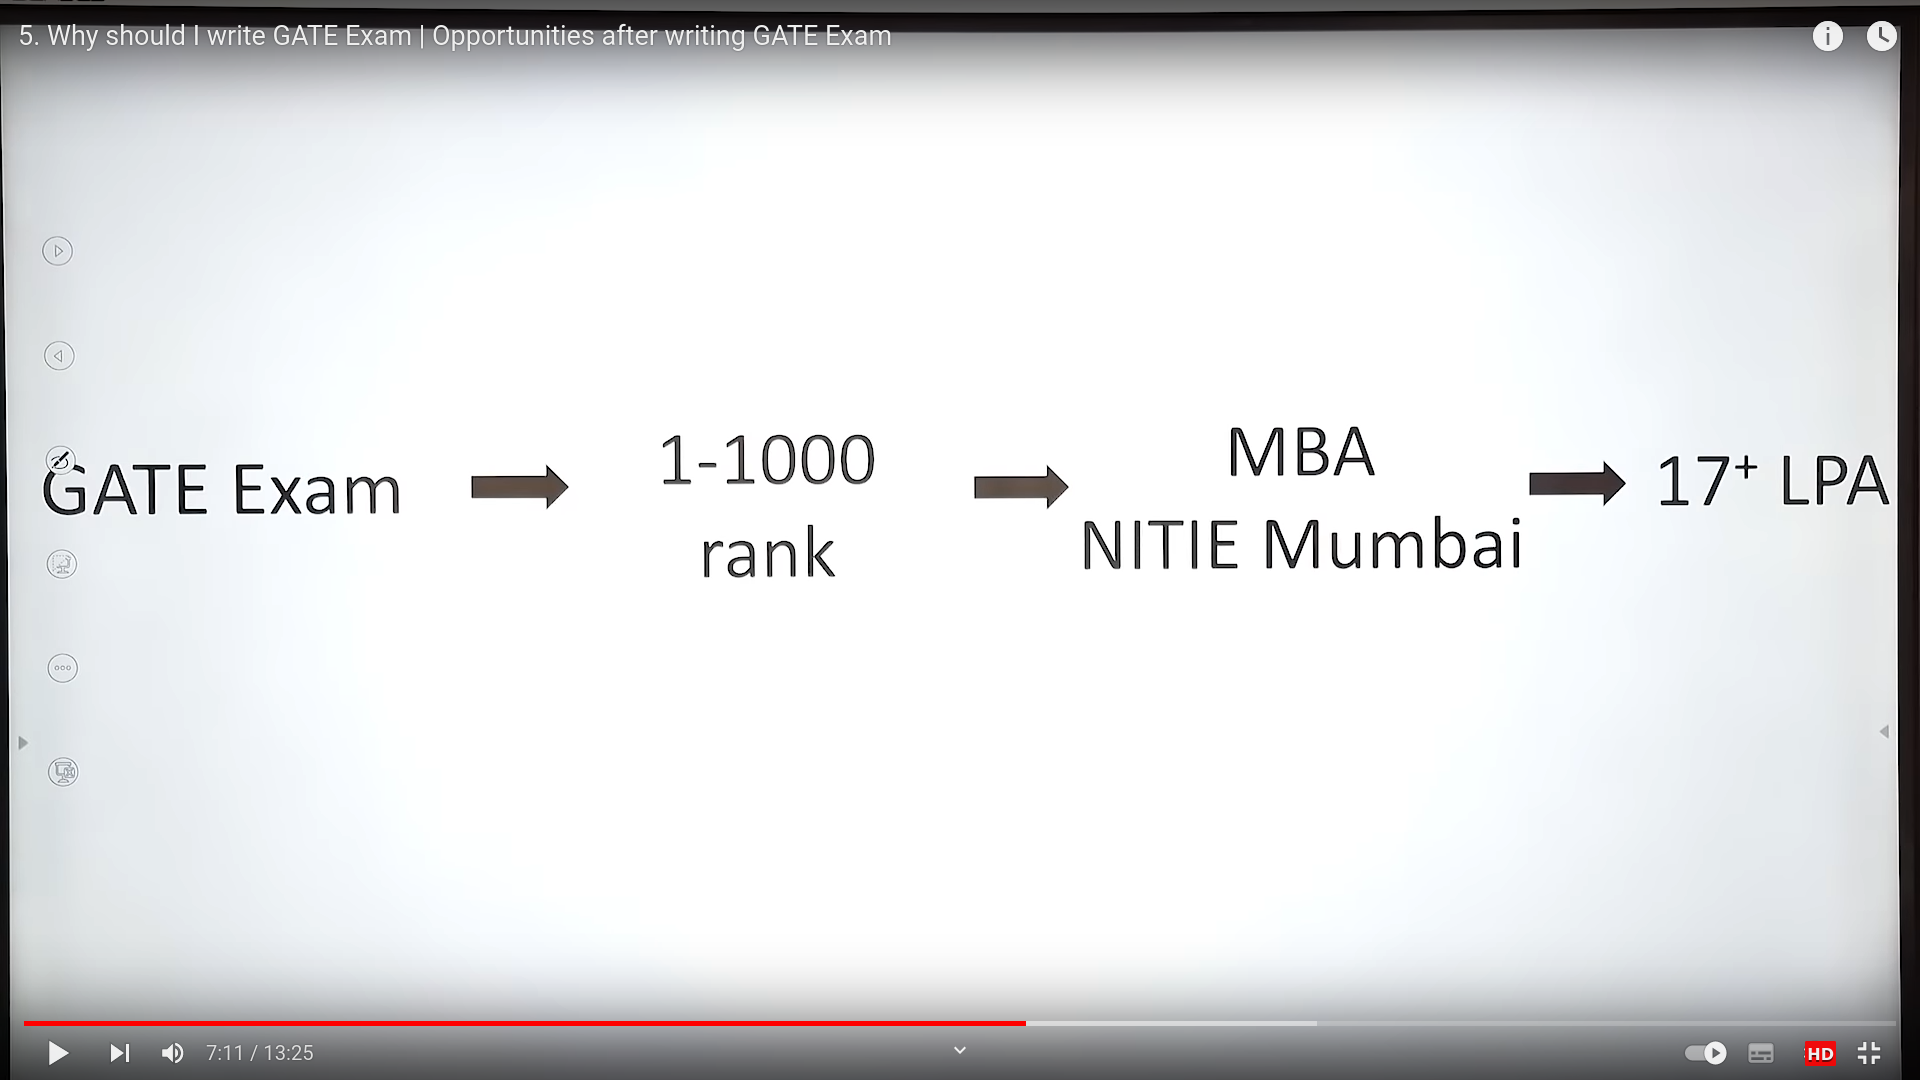 5. Why should I write GATE Exam | Opportunities after writing GATE Exam
GATE Exam
1-1000
rank
MBA
NITIE Mumbai
17⁺ LPA
7:11 / 13:25
HD